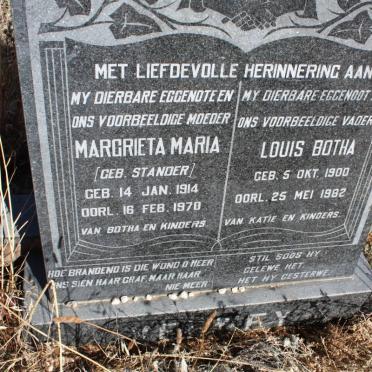 MET LIEFDEVOLLE HERINNERING AAN
MY DIERBARE EGGENOTE EN
ONS VOORBEELDIGE MOEDER
MARGRIETA MARIA
[GEB. STANDER]
GEB. 14 JAN. 1914
OORL. 16 FEB. 1970
VAN BOTHA EN KINDERS
HOE BRANDEND IS DIE WOND O HEER
ONS SIEN HAAR GRAF MAAR HAAR
NIE MEER
MY DIERBARE EGGENOOT
ONS VOORBEELDIGE VADER
LOUIS BOTHA
GEB. 5 OKT. 1900
OORL. 25 MEI 1982
VAN KATIE EN KINDERS.
STIL SOOS HY
GELEWE HET
HET HY GESTERWE.